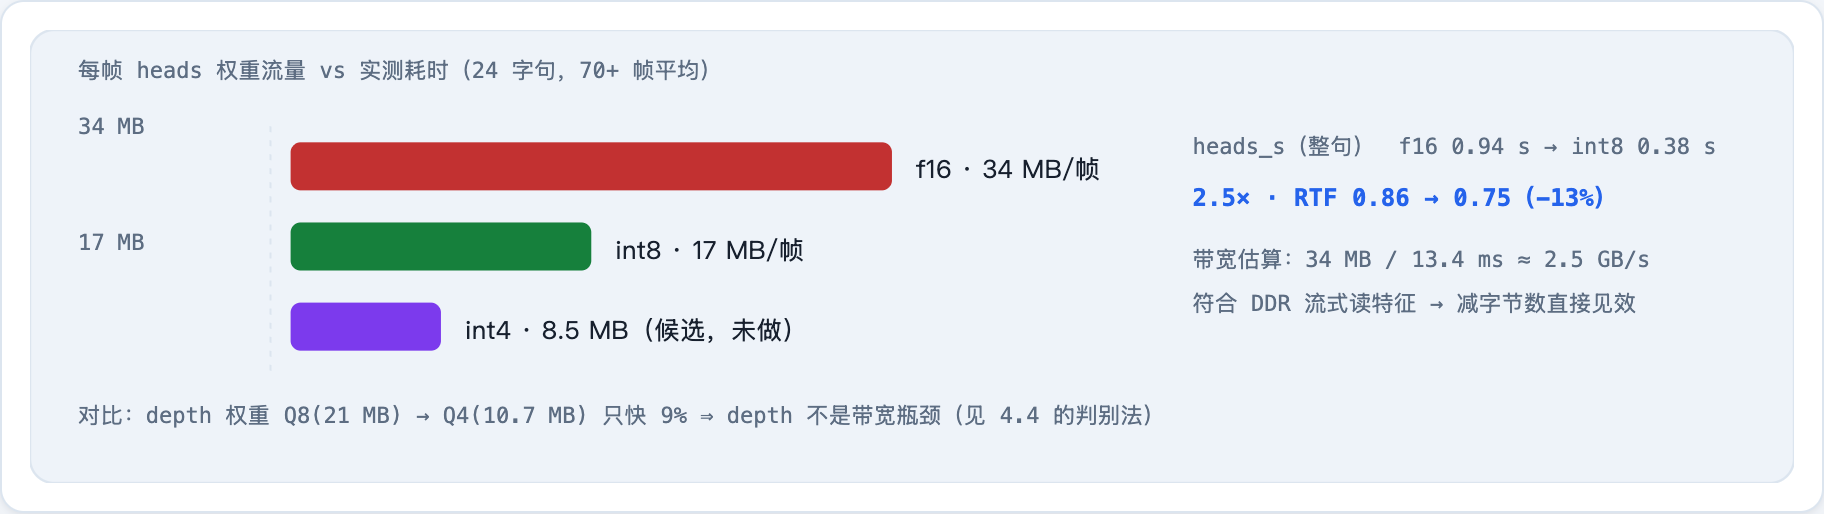 每帧 heads 权重流量 vs 实测耗时（24 字句，70+ 帧平均）
34 MB
f16 · 34 MB/帧
17 MB
int8 · 17 MB/帧
int4 · 8.5 MB（候选，未做）
heads_s（整句） f16 0.94 s → int8 0.38 s
2.5× · RTF 0.86 → 0.75 (−13%)
带宽估算：34 MB / 13.4 ms ≈ 2.5 GB/s
符合 DDR 流式读特征 → 减字节数直接见效
对比：depth 权重 Q8(21 MB) → Q4(10.7 MB) 只快 9% ⇒ depth 不是带宽瓶颈（见 4.4 的判别法）